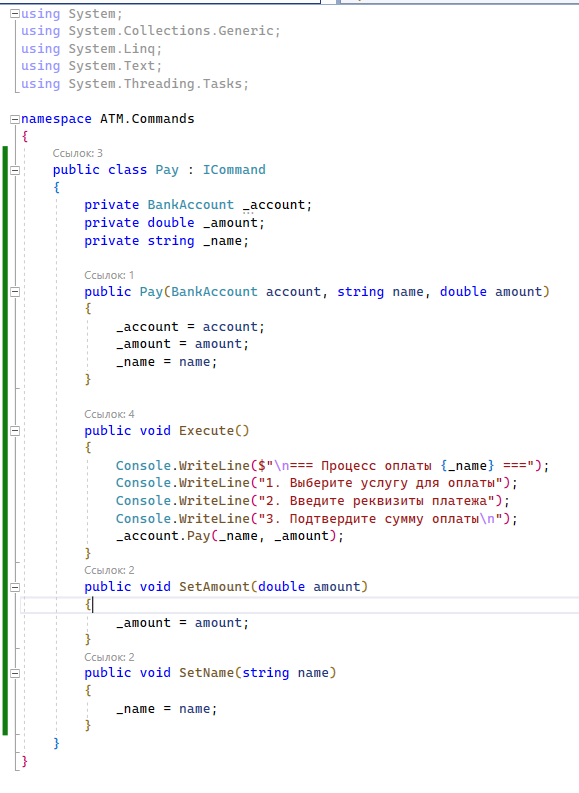 using System;
using System.Collections.Generic;
using System.Linq;
using System.Text;
using System.Threading.Tasks;
namespace ATM.Commands
{
Ссылок: 3
public class Pay : ICommand
{
private BankAccount _account;
private double _amount;
private string _name;
Ссылок: 1
public Pay(BankAccount account, string name, double amount)
{
_account = account;
_amount = amount;
_name = name;
}
Ссылок: 4
public void Execute()
{
Console.WriteLine($"\n=== Процесс оплаты {_name} ===");
Console.WriteLine("1. Выберите услугу для оплаты");
Console.WriteLine("2. Введите реквизиты платежа");
Console.WriteLine("3. Подтвердите сумму оплаты\n");
_account.Pay(_name, _amount);
}
Ссылок: 2
public void SetAmount(double amount)
{
_amount = amount;
}
Ссылок: 2
public void SetName(string name)
{
_name = name;
}
}
}